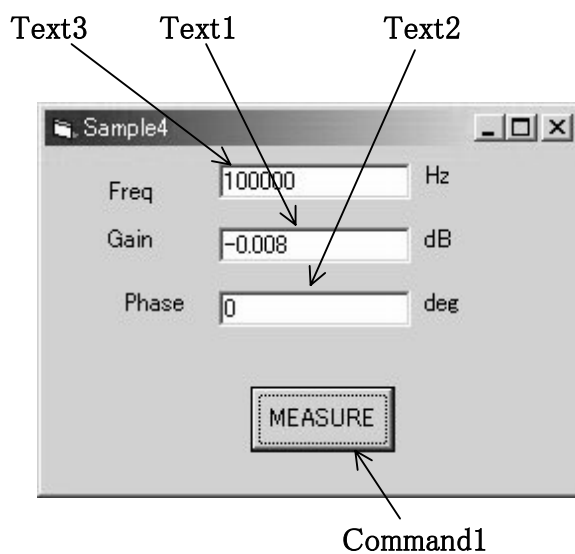 Text3 Text1 Text2
Sample4
Freq 100000 Hz
Gain -0.008 dB
Phase 0 deg
MEASURE
Command1